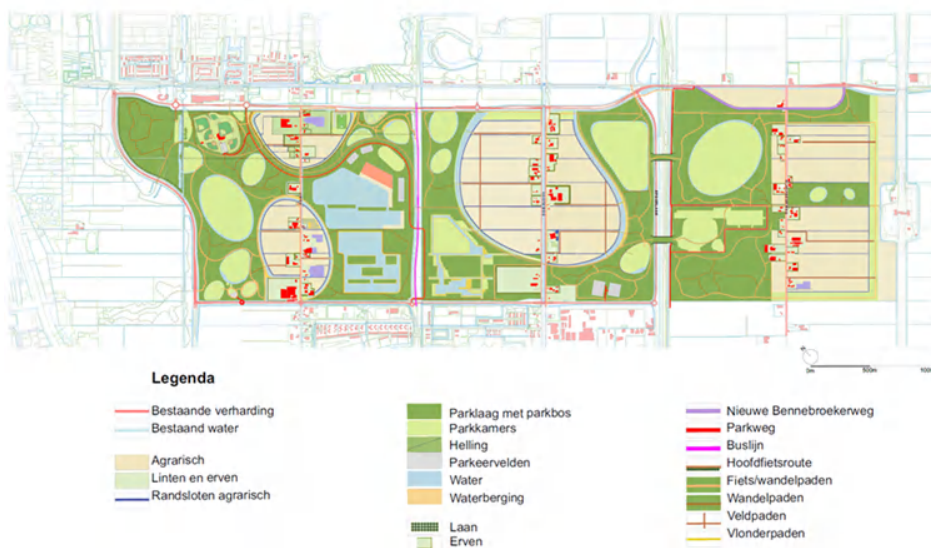 0m 500m
Legenda
Bestaande verharding
Bestaand water
Agrarisch
Linten en erven
Randsloten agrarisch
Parklaag met parkbos
Parkkamers
Helling
Parkeervelden
Water
Waterberging
Laan
Erven
Nieuwe Bennebroekerweg
Parkweg
Buslijn
Hoofdfietsroute
Fiets/wandelpaden
Wandelpaden
Veldpaden
Vlonderpaden